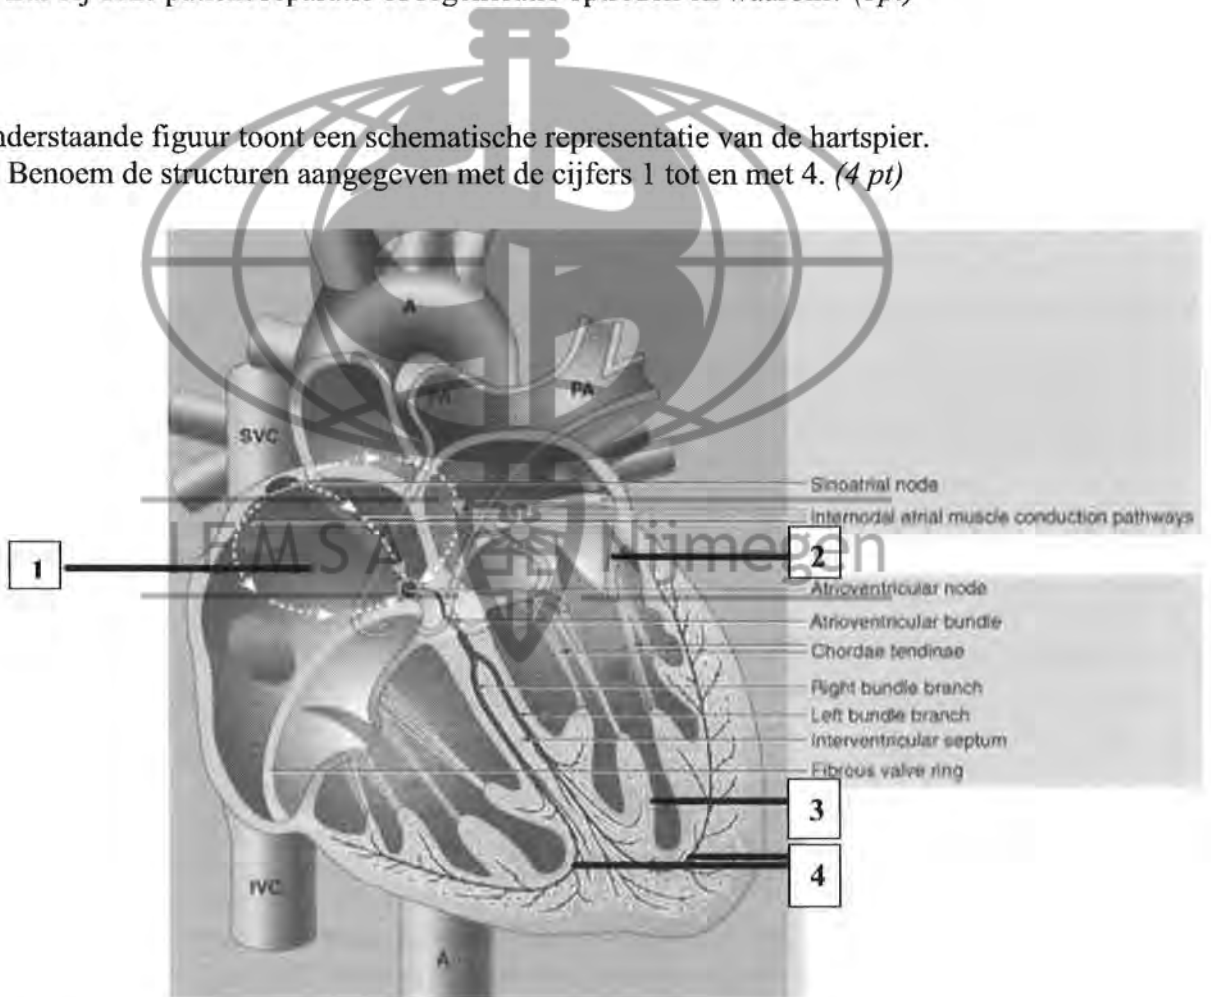 nderstaande figuur toont een schematische representatie van de hartspier.
Benoem de structuren aangegeven met de cijfers 1 tot en met 4. (4 pt)
A
PA
PA
SVC
Sinoatrial node
Internodal atrial muscle conduction pathways
IEMSA Nijmegen
1
2
Atrioventricular node
Atrioventricular bundle
Chordae tendinae
Right bundle branch
Left bundle branch
Interventricular septum
Fibrous valve ring
3
4
IVC
A